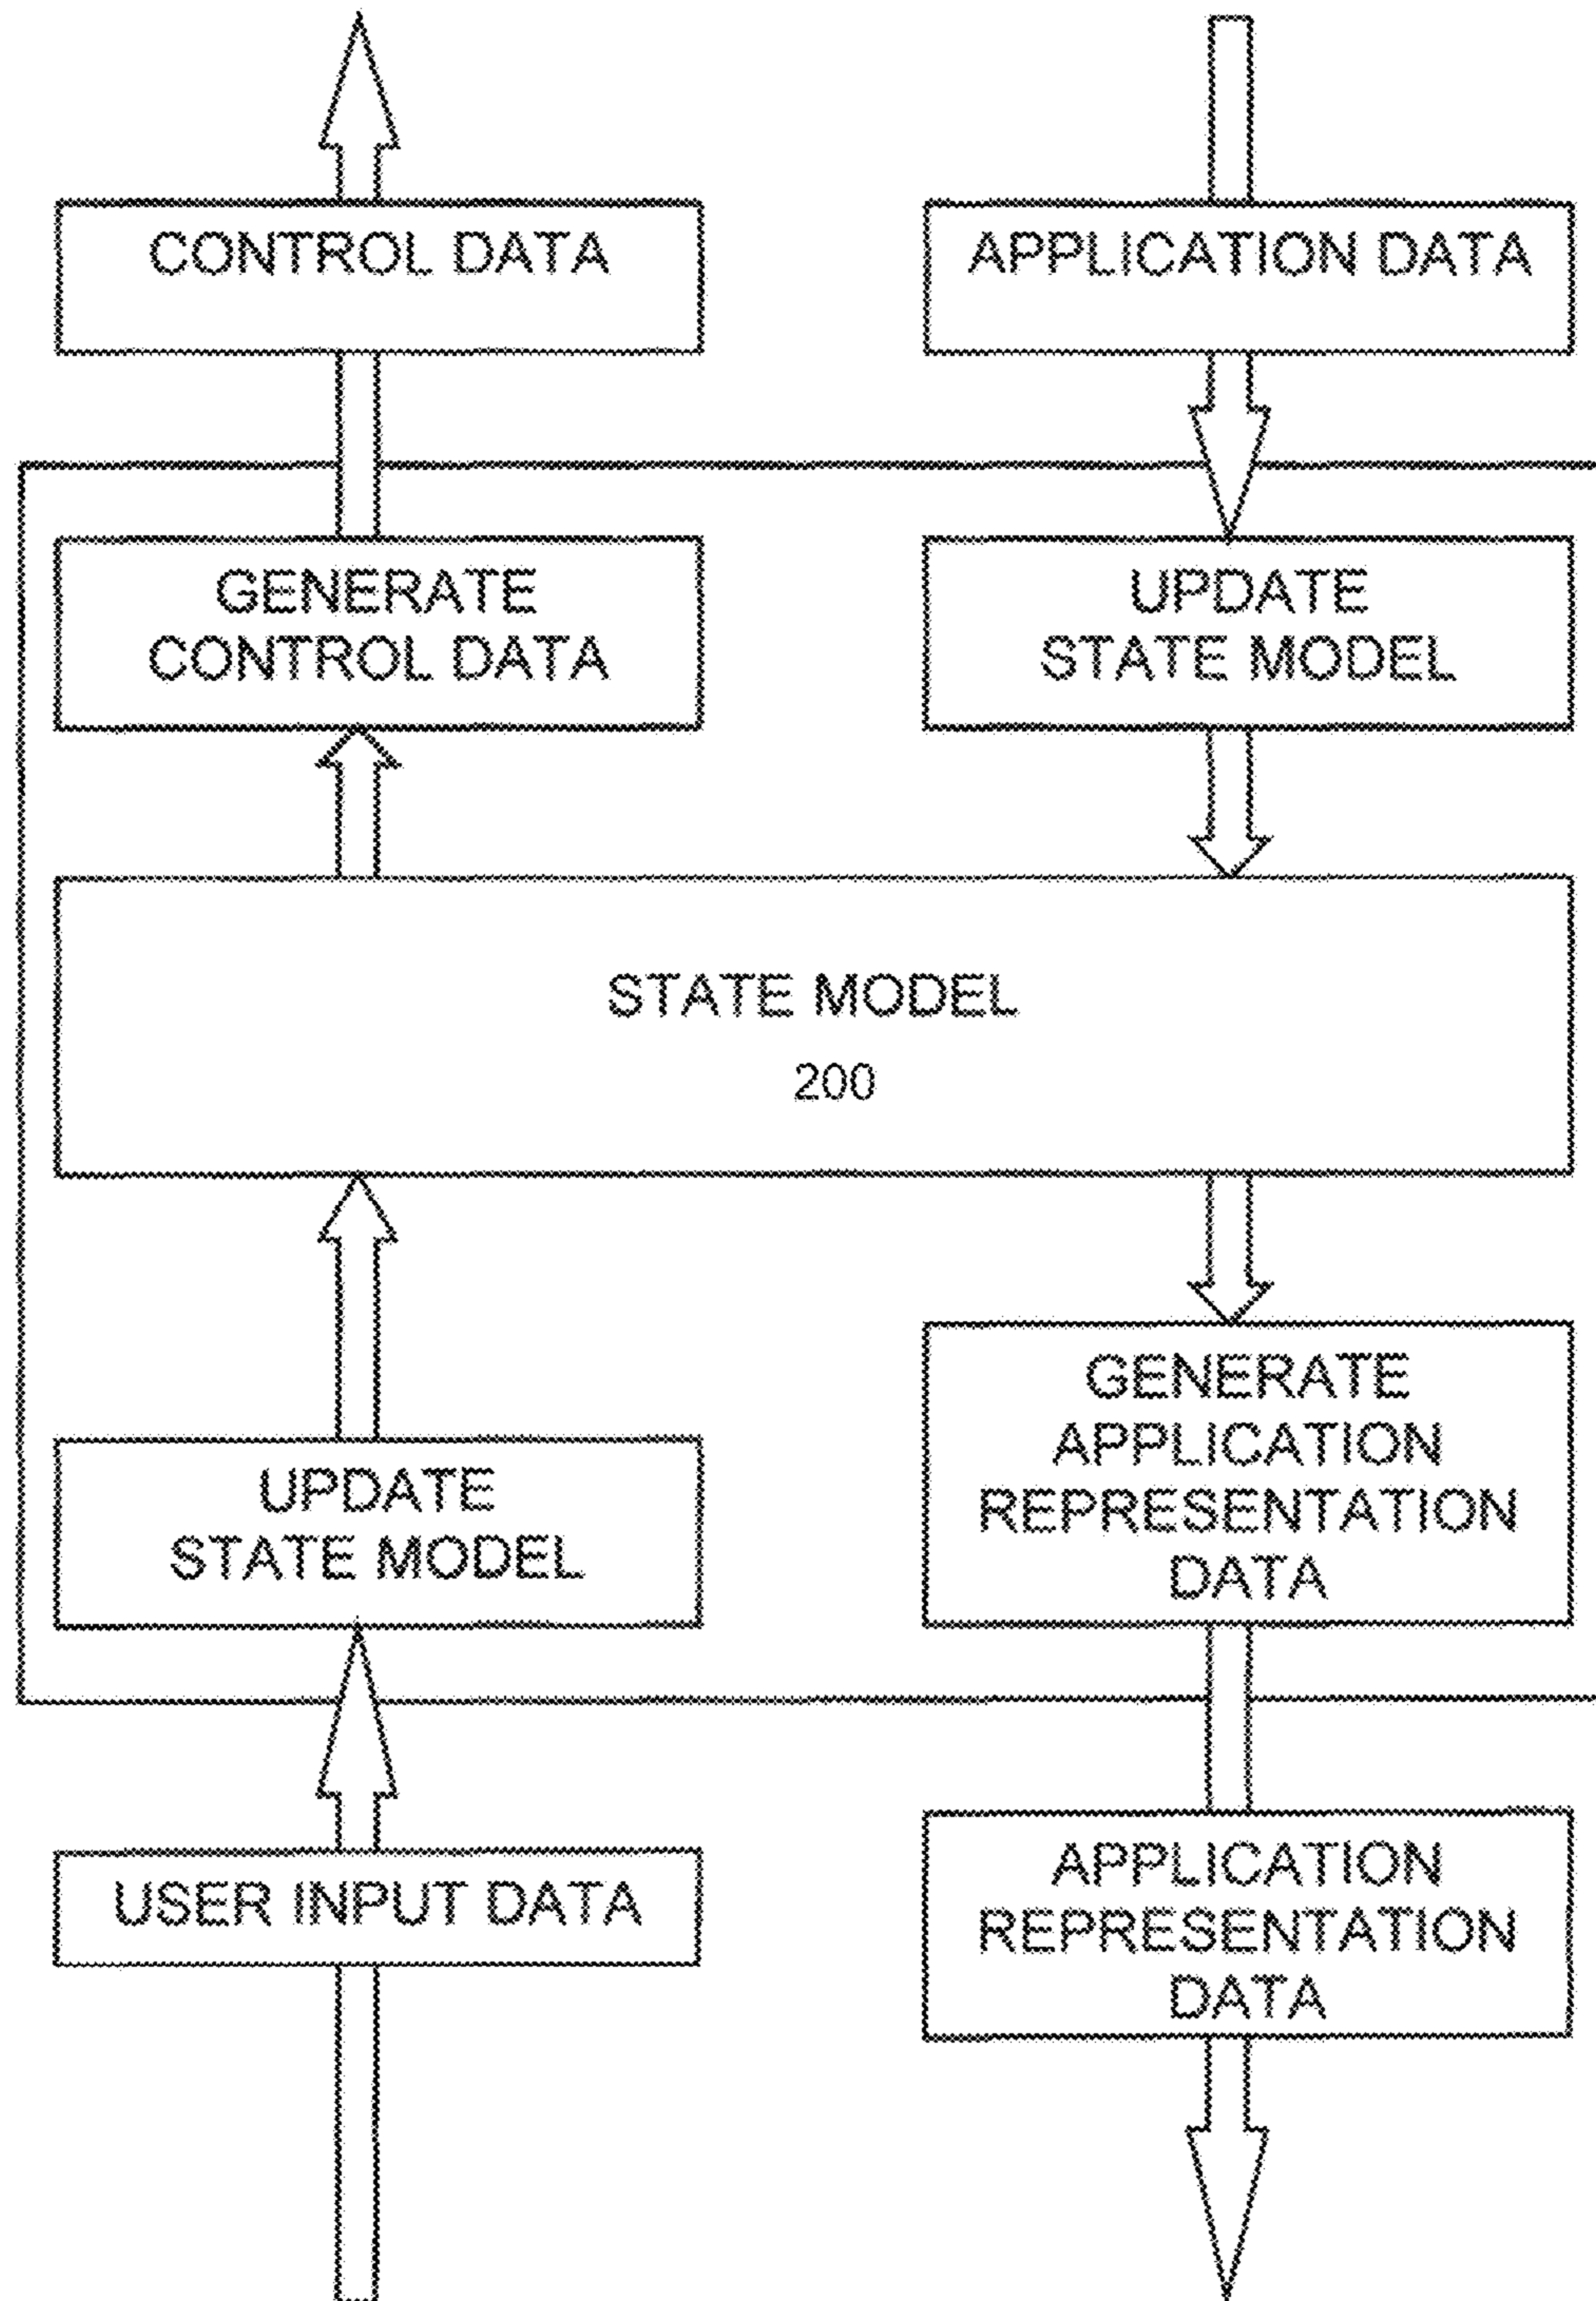 CONTROL DATA
APPLICATION DATA
GENERATE
CONTROL DATA
UPDATE
STATE MODEL
STATE MODEL
200
UPDATE
STATE MODEL
GENERATE
APPLICATION
REPRESENTATION
DATA
USER INPUT DATA
APPLICATION
REPRESENTATION
DATA